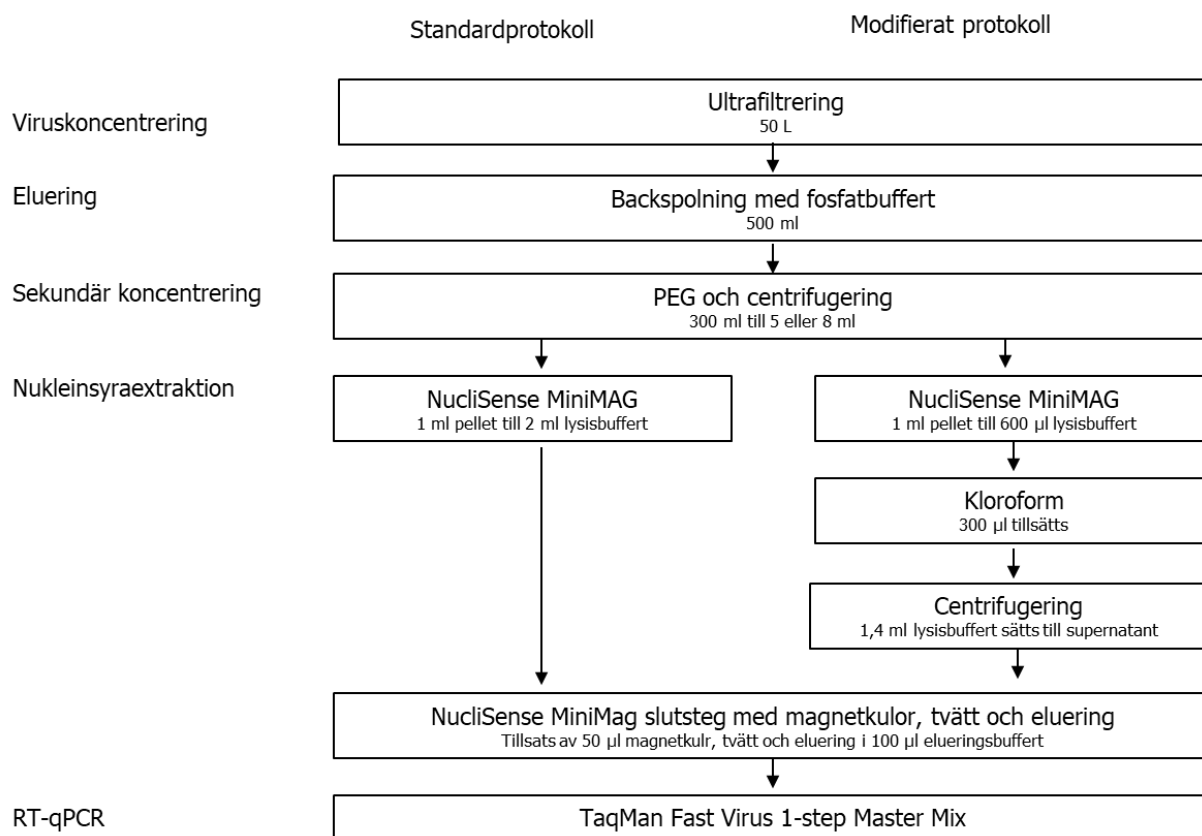 Standardprotokoll
Modifierat protokoll
Viruskoncentrering
Ultrafiltrering
50 L
Eluering
Backspolning med fosfatbuffert
500 ml
Sekundär koncentrering
PEG och centrifugering
300 ml till 5 eller 8 ml
Nukleinsyraextraktion
NucliSense MiniMAG
1 ml pellet till 2 ml lysisbuffert
NucliSense MiniMAG
1 ml pellet till 600 µl lysisbuffert
Kloroform
300 µl tillsätts
Centrifugering
1,4 ml lysisbuffert sätts till supernatant
NucliSense MiniMag slutsteg med magnetkulor, tvätt och eluering
Tillsats av 50 µl magnetkulr, tvätt och eluering i 100 µl elueringsbuffert
RT-qPCR
TaqMan Fast Virus 1-step Master Mix